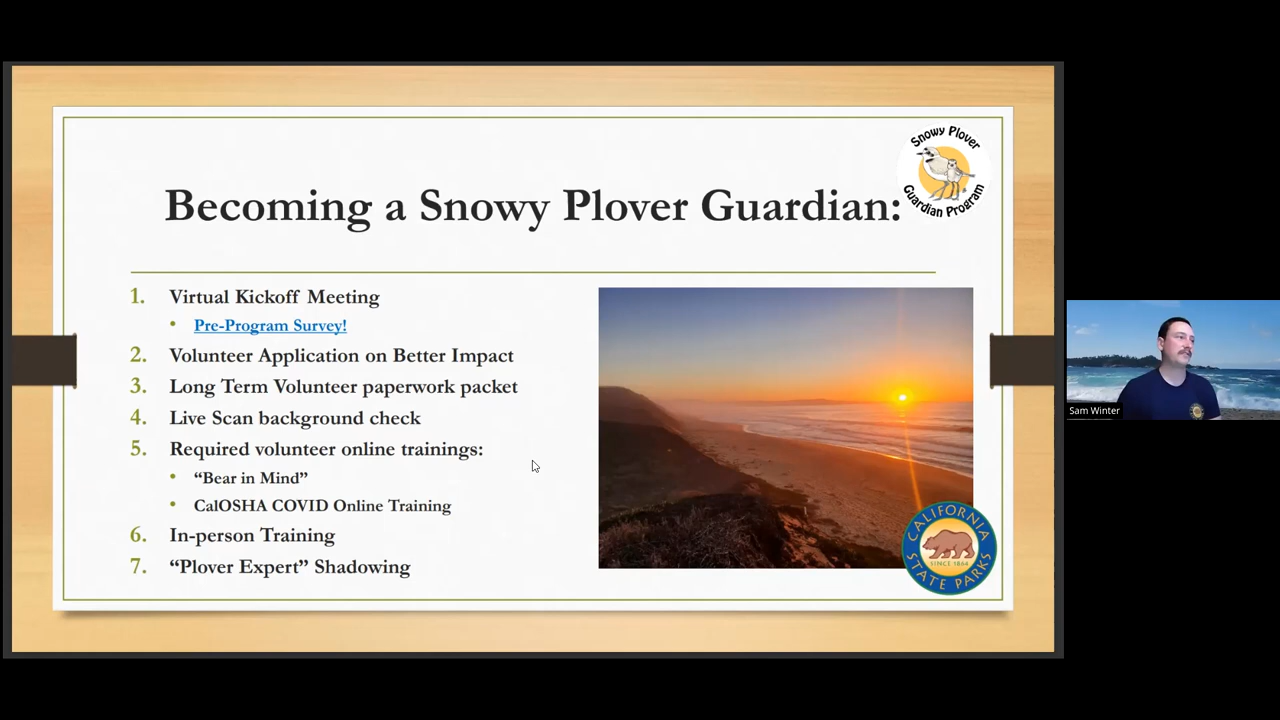 Snowy Plover
Guardian Program
Becoming a Snowy Plover Guardian:
1. Virtual Kickoff Meeting
• Pre-Program Survey!
2. Volunteer Application on Better Impact
3. Long Term Volunteer paperwork packet
4. Live Scan background check
5. Required volunteer online trainings:
• “Bear in Mind”
• CalOSHA COVID Online Training
6. In-person Training
7. “Plover Expert” Shadowing
CALIFORNIA
SINCE 1864
STATE PARKS
Sam Winter